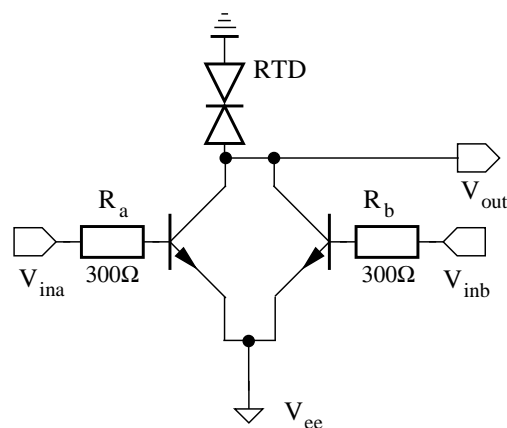 RTD
V_out
R_a
R_b
300Ω
300Ω
V_ina
V_inb
V_ee